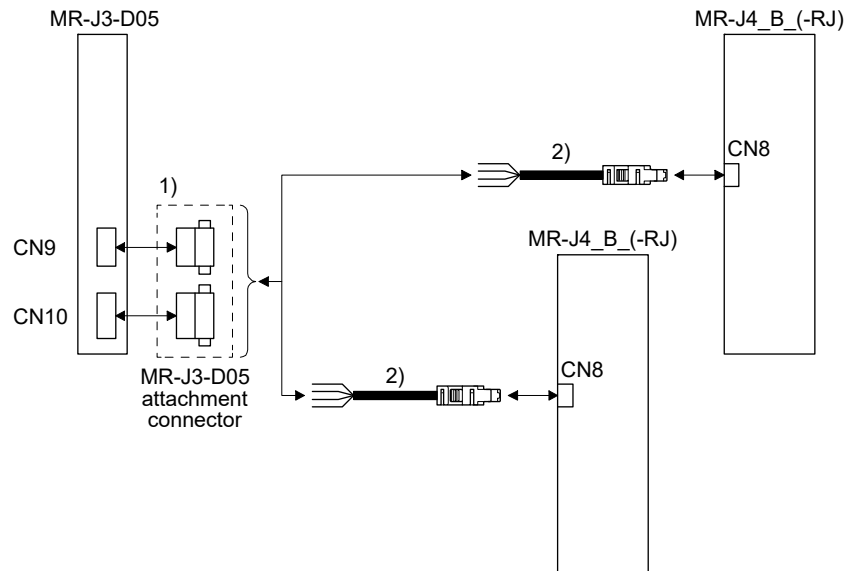 MR-J3-D05
MR-J4_B_(-RJ)
2)
CN8
1)
CN9
MR-J4_B_(-RJ)
CN10
2)
CN8
MR-J3-D05
attachment
connector